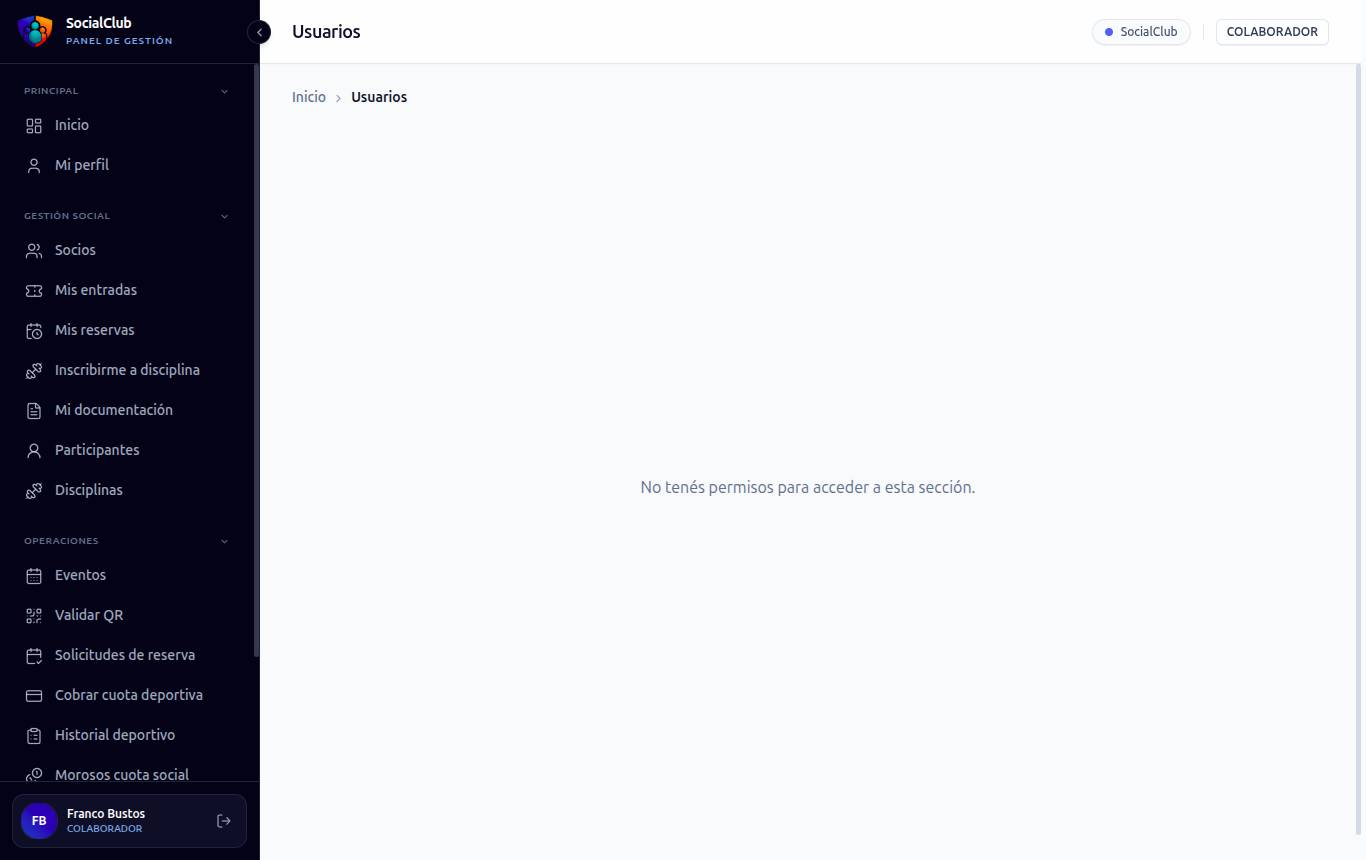 SocialClub
PANEL DE GESTIÓN
Usuarios
SocialClub
COLABORADOR
Inicio
Usuarios
PRINCIPAL
Inicio
Mi perfil
GESTIÓN SOCIAL
Socios
Mis entradas
Mis reservas
Inscribirme a disciplina
Mi documentación
Participantes
Disciplinas
OPERACIONES
Eventos
Validar QR
Solicitudes de reserva
Cobrar cuota deportiva
Historial deportivo
Morosos cuota social
FB
Franco Bustos
COLABORADOR
No tenés permisos para acceder a esta sección.